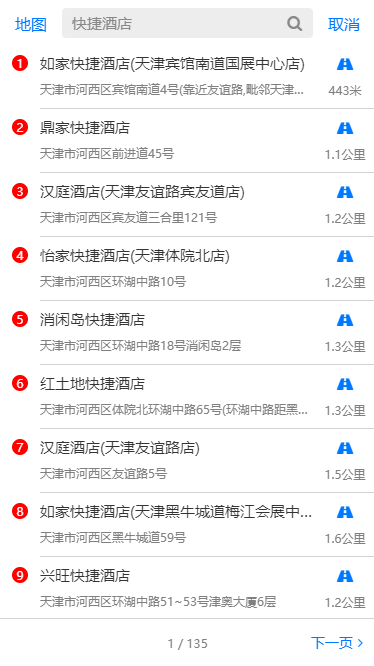 地图 快捷酒店 取消
1 如家快捷酒店(天津宾馆南道国展中心店)
天津市河西区宾馆南道4号(靠近友谊路,毗邻天津... 443米
2 鼎家快捷酒店
天津市河西区前进道45号 1.1公里
3 汉庭酒店(天津友谊路宾友道店)
天津市河西区宾友道三合里121号 1.2公里
4 怡家快捷酒店(天津体院北店)
天津市河西区环湖中路10号 1.2公里
5 消闲岛快捷酒店
天津市河西区环湖中路18号消闲岛2层 1.3公里
6 红土地快捷酒店
天津市河西区体院北环湖中路65号(环湖中路距黑... 1.3公里
7 汉庭酒店(天津友谊路店)
天津市河西区友谊路5号 1.5公里
8 如家快捷酒店(天津黑牛城道梅江会展中...
天津市河西区黑牛城道59号 1.6公里
9 兴旺快捷酒店
天津市河西区环湖中路51~53号津奥大厦6层 1.2公里
1 / 135 下一页